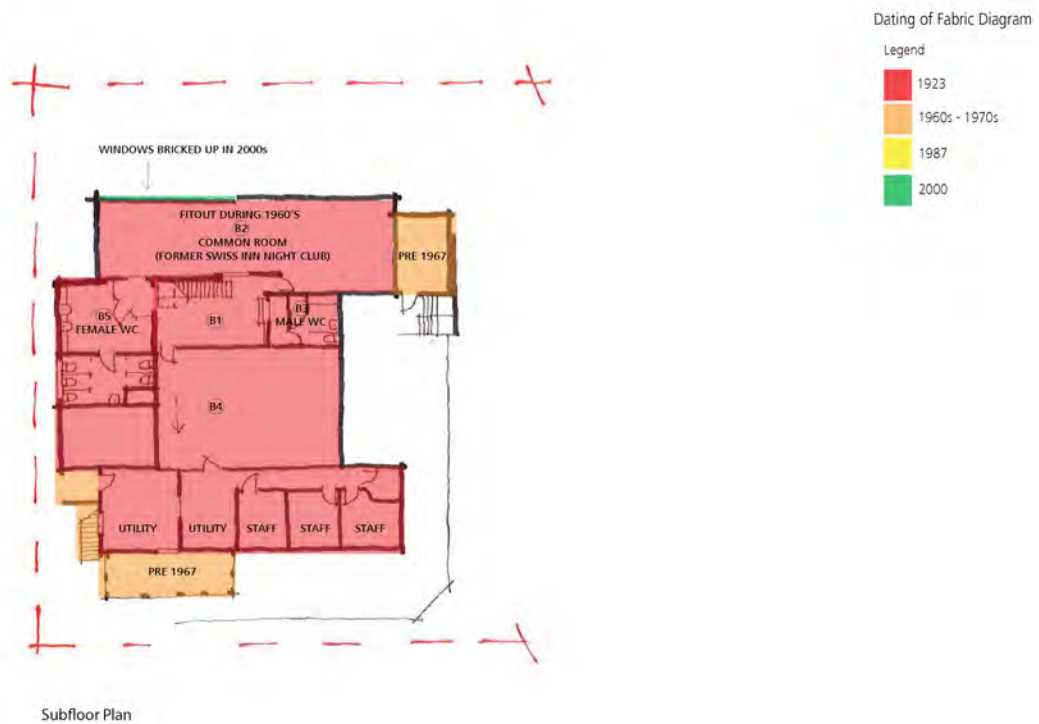 Dating of Fabric Diagram
Legend
1923
1960s - 1970s
1987
2000
WINDOWS BRICKED UP IN 2000s
FITOUT DURING 1960'S
B2
COMMON ROOM
(FORMER SWISS INN NIGHT CLUB)
PRE 1967
B5
FEMALE WC
B1
B3
MALE WC
B4
UTILITY
UTILITY
STAFF
STAFF
STAFF
PRE 1967
Subfloor Plan